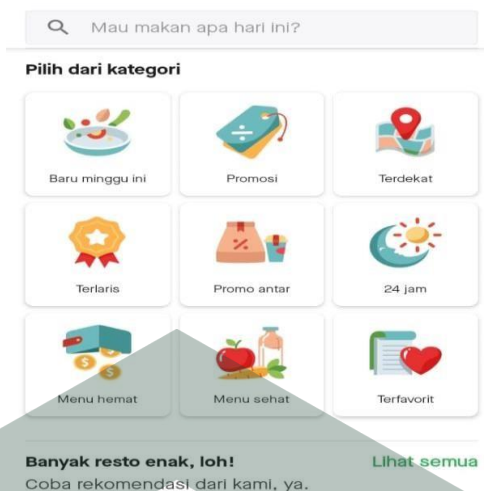 Mau makan apa hari ini?
Pilih dari kategori
Baru minggu ini
Promosi
Terdekat
Terlaris
Promo antar
24 jam
Menu hemat
Menu sehat
Terfavorit
Banyak resto enak, loh!
Lihat semua
Coba rekomendasi dari kami, ya.